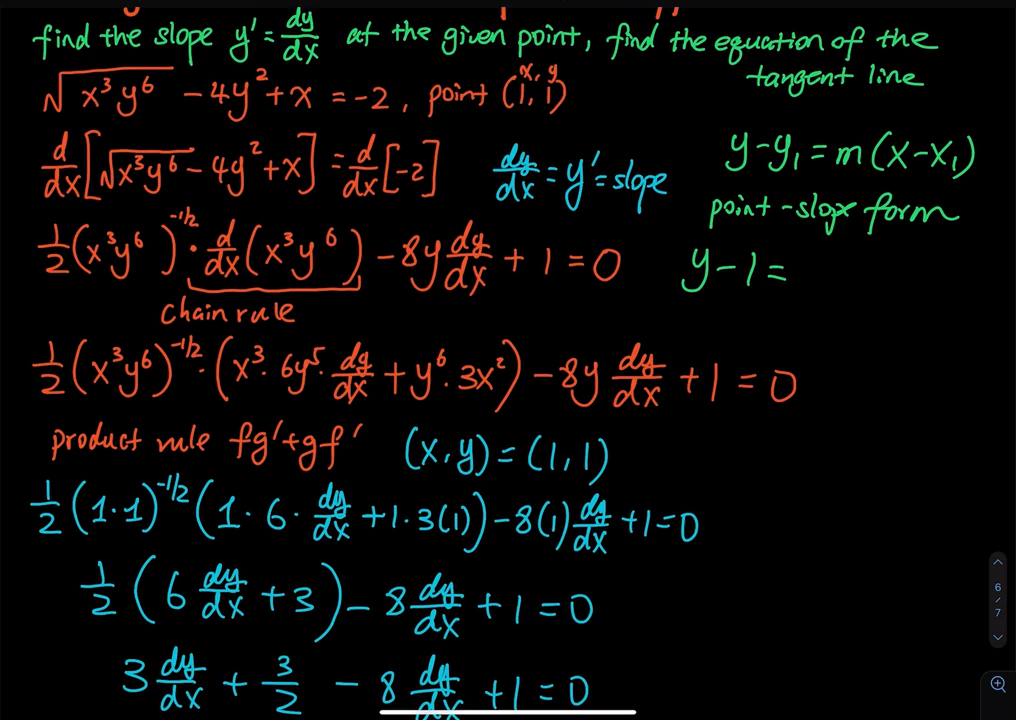 find the slope y' = dy/dx at the given point, find the equation of the
tangent line
√(x³y⁶) - 4y² + x = -2, point (1, 1)
x, y
d/dx [√(x³y⁶) - 4y² + x] = d/dx [-2]
dy/dx = y' = slope
y - y₁ = m(x - x₁)
point - slope form
1/2 (x³y⁶)^(-1/2) · d/dx (x³y⁶) - 8y dy/dx + 1 = 0
y - 1 =
chain rule
1/2 (x³y⁶)^(-1/2) · (x³ · 6y⁵ · dy/dx + y⁶ · 3x²) - 8y dy/dx + 1 = 0
product rule fg' + gf'
(x, y) = (1, 1)
1/2 (1·1)^(-1/2) (1 · 6 · dy/dx + 1 · 3(1)) - 8(1) dy/dx + 1 = 0
1/2 (6 dy/dx + 3) - 8 dy/dx + 1 = 0
3 dy/dx + 3/2 - 8 dy/dx + 1 = 0
6
/
7